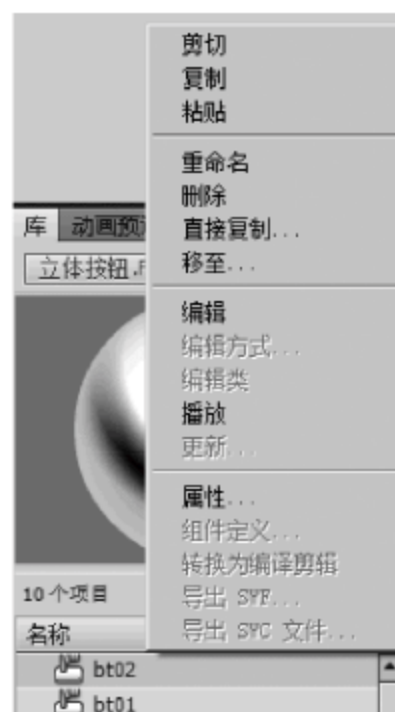 剪切
复制
粘贴
重命名
删除
直接复制...
移至...
库 动画预
立体按钮.F
编辑
编辑方式...
编辑类
播放
更新...
属性...
组件定义...
转换为编译剪辑
导出 SWF...
导出 SWC 文件...
10 个项目
名称
bt02
bt01